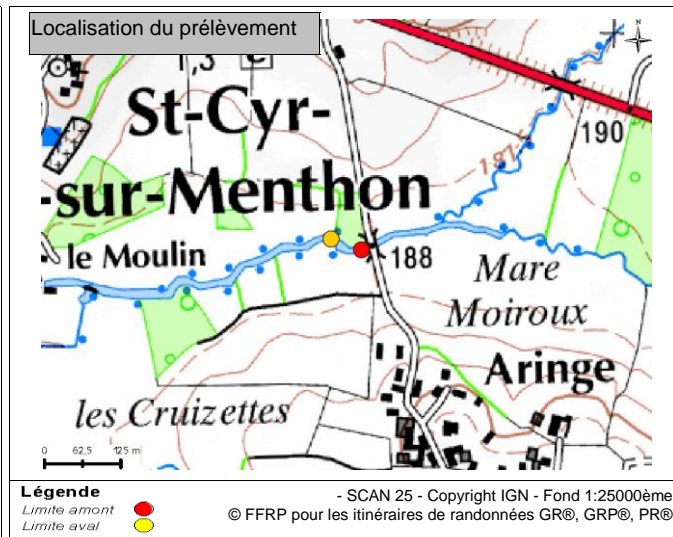 Localisation du prélèvement
1,3
St-Cyr-
-sur-Menthon
190
187,5
le Moulin
188
Mare
Moiroux
Aringe
les Cruizettes
0 62,5 125 m
Légende
Limite amont
Limite aval
- SCAN 25 - Copyright IGN - Fond 1:25000ème
© FFRP pour les itinéraires de randonnées GR®, GRP®, PR®